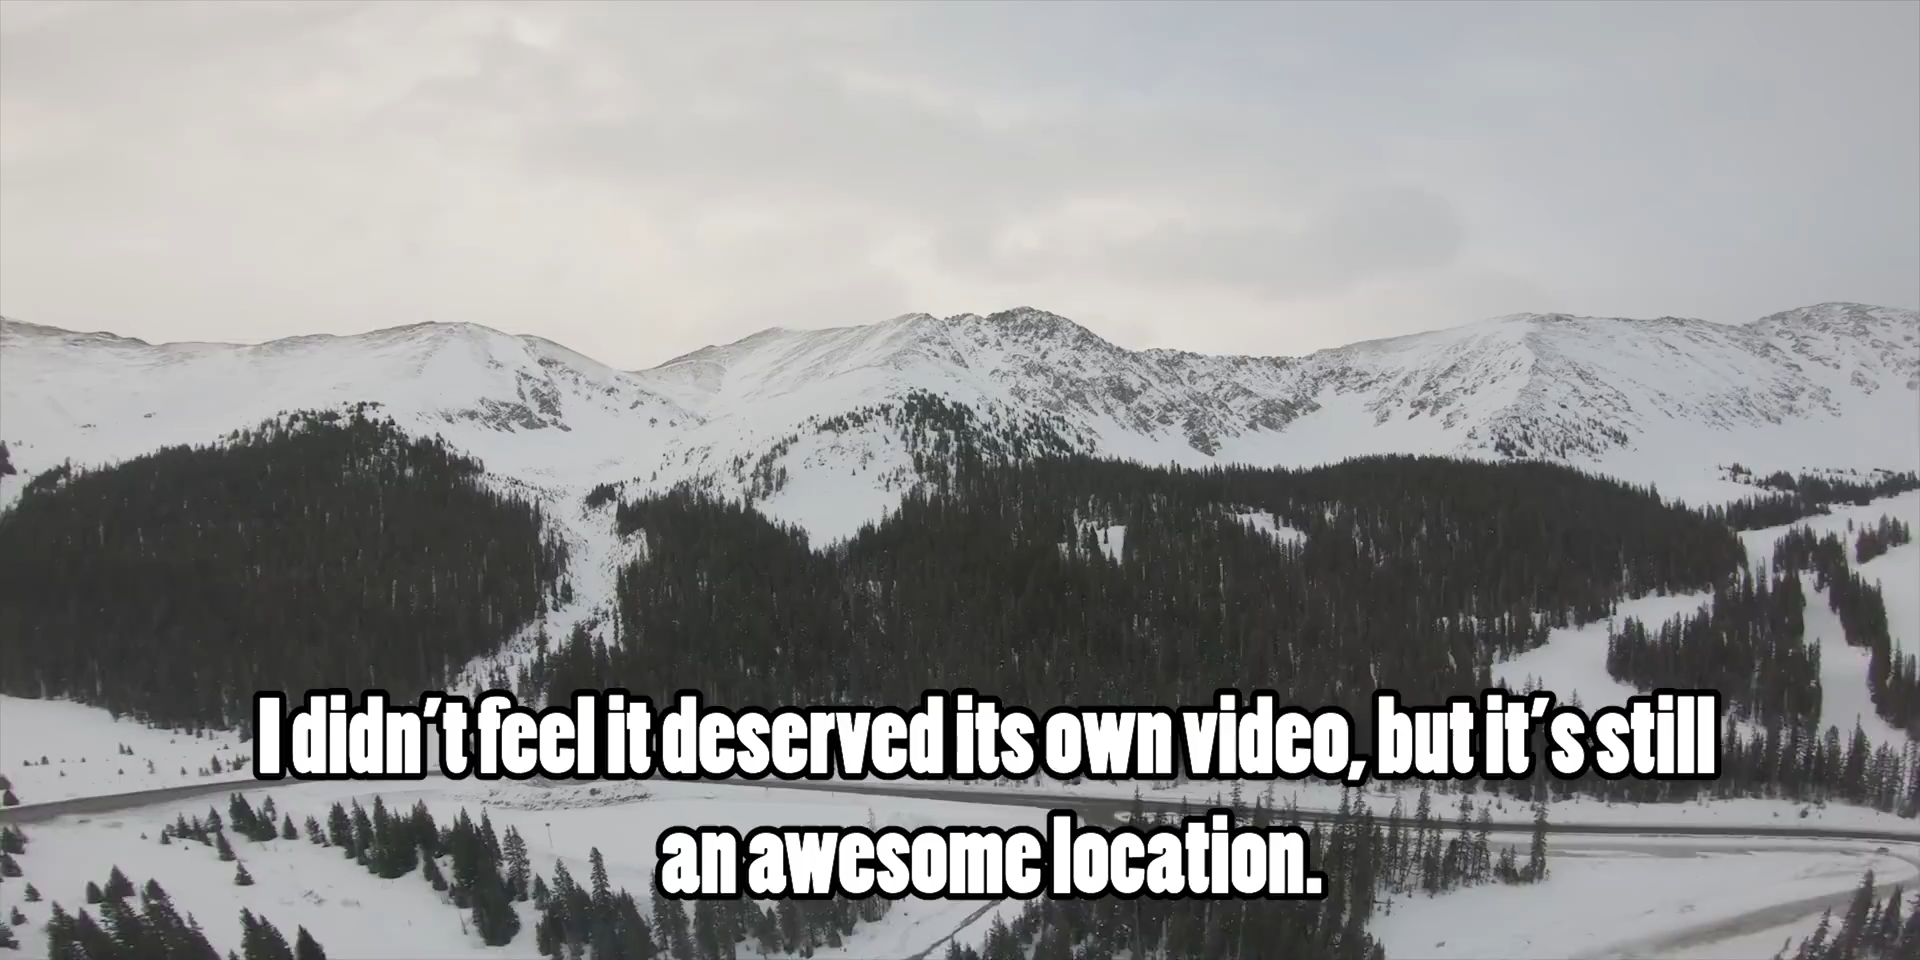 I didn't feel it deserved its own video, but it's still
an awesome location.